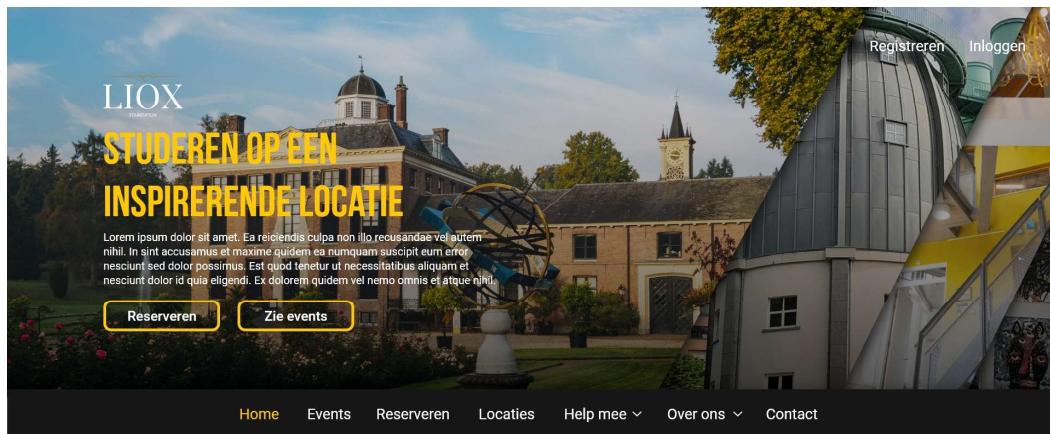 Registreren Inloggen
LIOX
FOUNDATION
STUDEREN OP EEN
INSPIRERENDE LOCATIE
Lorem ipsum dolor sit amet. Ea reiciendis culpa non illo recusandae vel autem
nihil. In sint accusamus et maxime quidem ea numquam suscipit eum error
nesciunt sed dolor possimus. Est quod tenetur ut necessitatibus aliquam et
nesciunt dolor id quia eligendi. Ex dolorem quidem vel nemo omnis et atque nihil.
Reserveren Zie events
Home Events Reserveren Locaties Help mee Over ons Contact